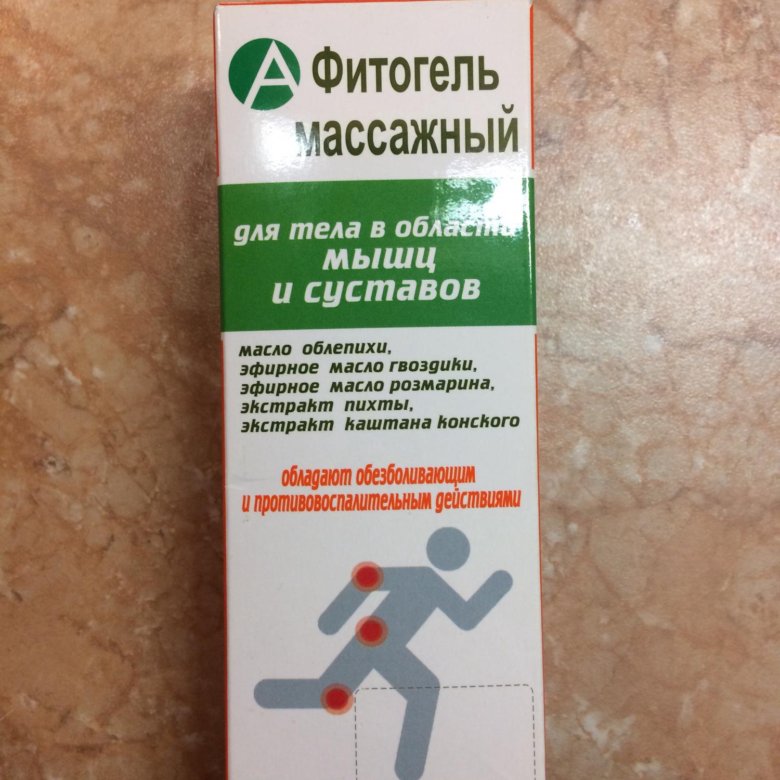 А Фитогель
массажный
для тела в области
мышц
и суставов
масло облепихи,
эфирное масло гвоздики,
эфирное масло розмарина,
экстракт пихты,
экстракт каштана конского
обладают обезболивающим
и противовоспалительным действиями